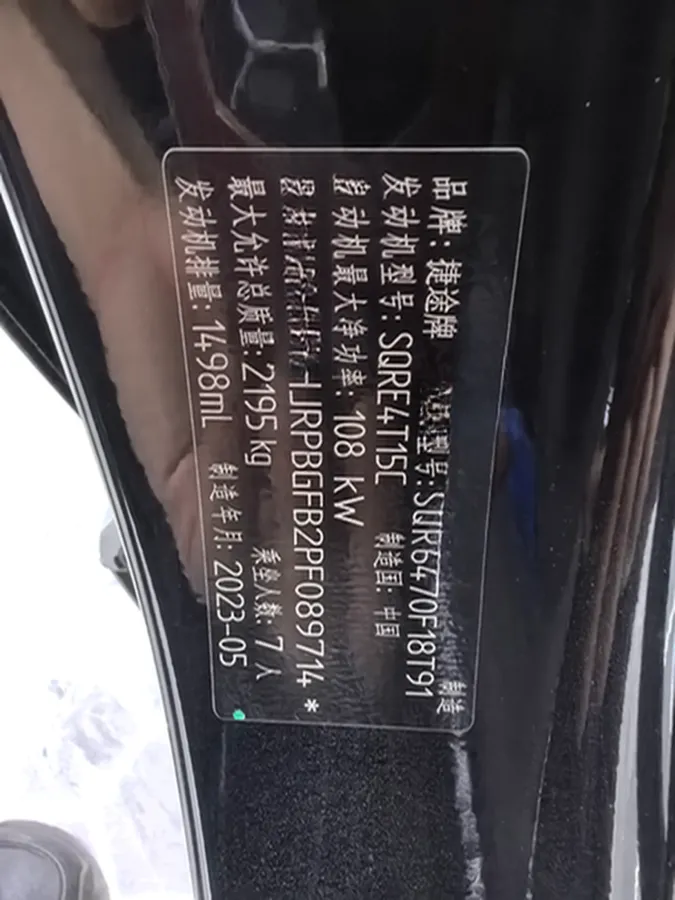 品牌：捷途牌 型号：SQR6470F18T91 制造
发动机型号：SQRE4T15C 制造国：中国
发动机最大净功率：108 kW
JRPBGFB2PF089714*
最大允许总质量：2195 kg 乘坐人数：7人
发动机排量：1498mL 制造年月：2023-05